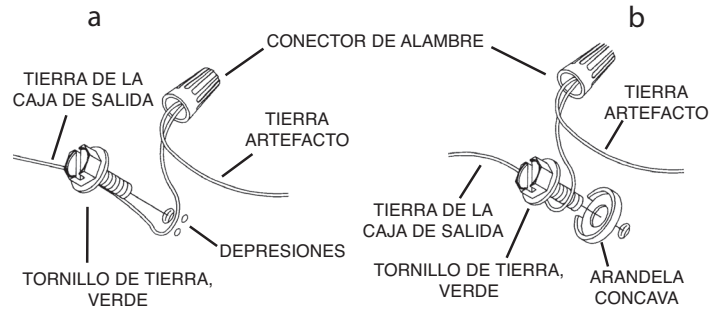 a
b
CONECTOR DE ALAMBRE
TIERRA DE LA
CAJA DE SALIDA
TIERRA
ARTEFACTO
DEPRESIONES
TORNILLO DE TIERRA,
VERDE
TIERRA
ARTEFACTO
TIERRA DE LA
CAJA DE SALIDA
TORNILLO DE TIERRA,
VERDE
ARANDELA
CONCAVA